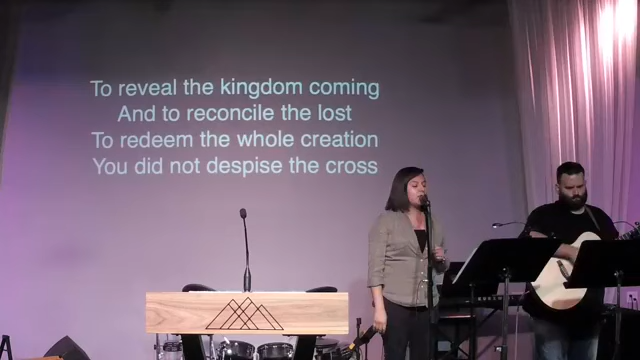 To reveal the kingdom coming
And to reconcile the lost
To redeem the whole creation
You did not despise the cross